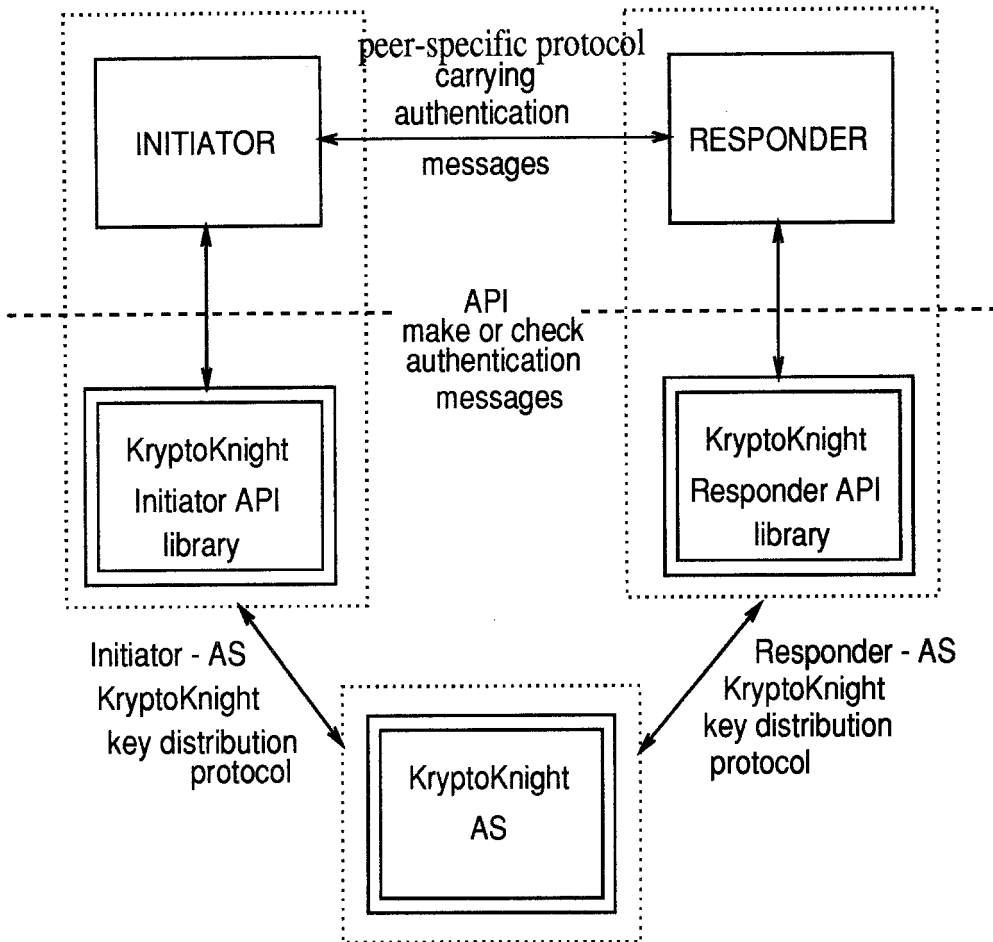 peer-specific protocol
carrying
authentication
messages
INITIATOR
RESPONDER
API
make or check
authentication
messages
KryptoKnight
Initiator API
library
KryptoKnight
Responder API
library
Initiator - AS
KryptoKnight
key distribution
protocol
Responder - AS
KryptoKnight
key distribution
protocol
KryptoKnight
AS